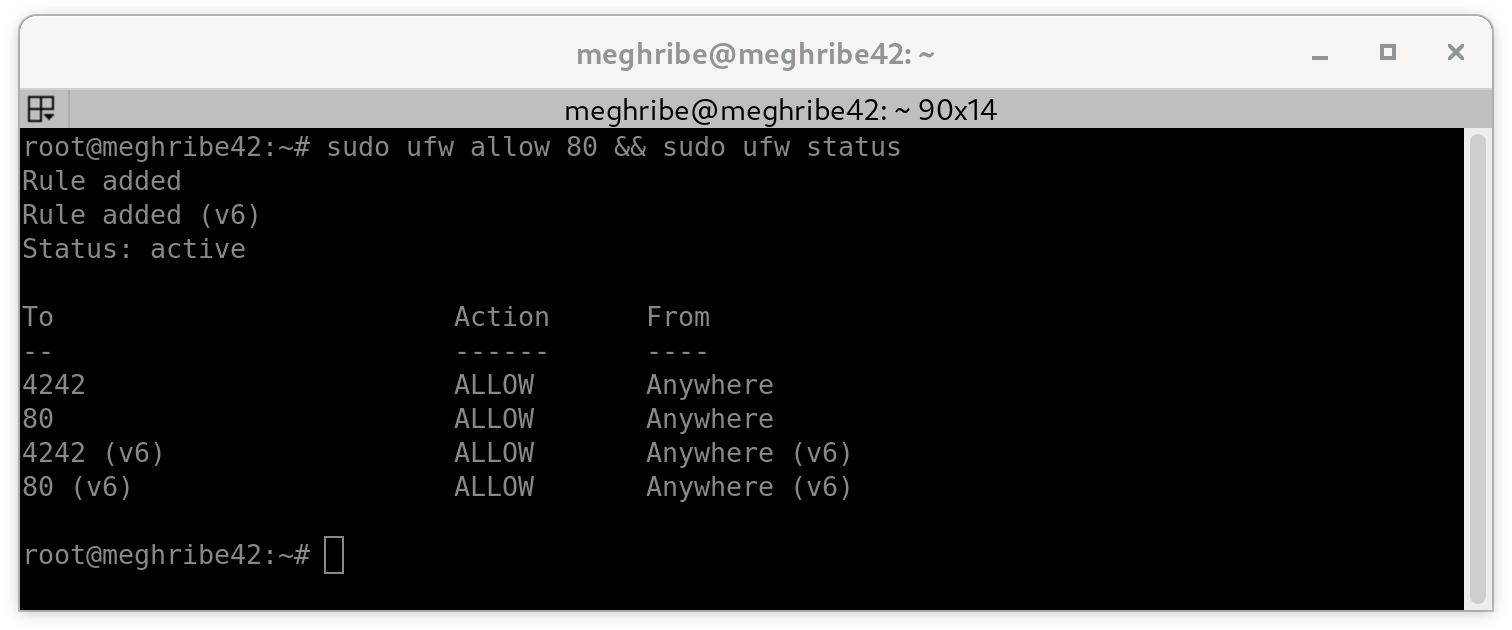 meghribe@meghribe42: ~
meghribe@meghribe42: ~ 90x14
root@meghribe42:~# sudo ufw allow 80 && sudo ufw status
Rule added
Rule added (v6)
Status: active
To                         Action      From
--                         ------      ----
4242                       ALLOW       Anywhere
80                         ALLOW       Anywhere
4242 (v6)                  ALLOW       Anywhere (v6)
80 (v6)                    ALLOW       Anywhere (v6)
root@meghribe42:~#